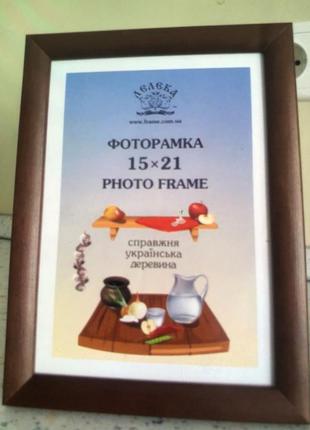 ЛЕЛЕКА
www.frame.com.ua
ФОТОРАМКА
15×21
PHOTO FRAME
справжня
українська
деревина